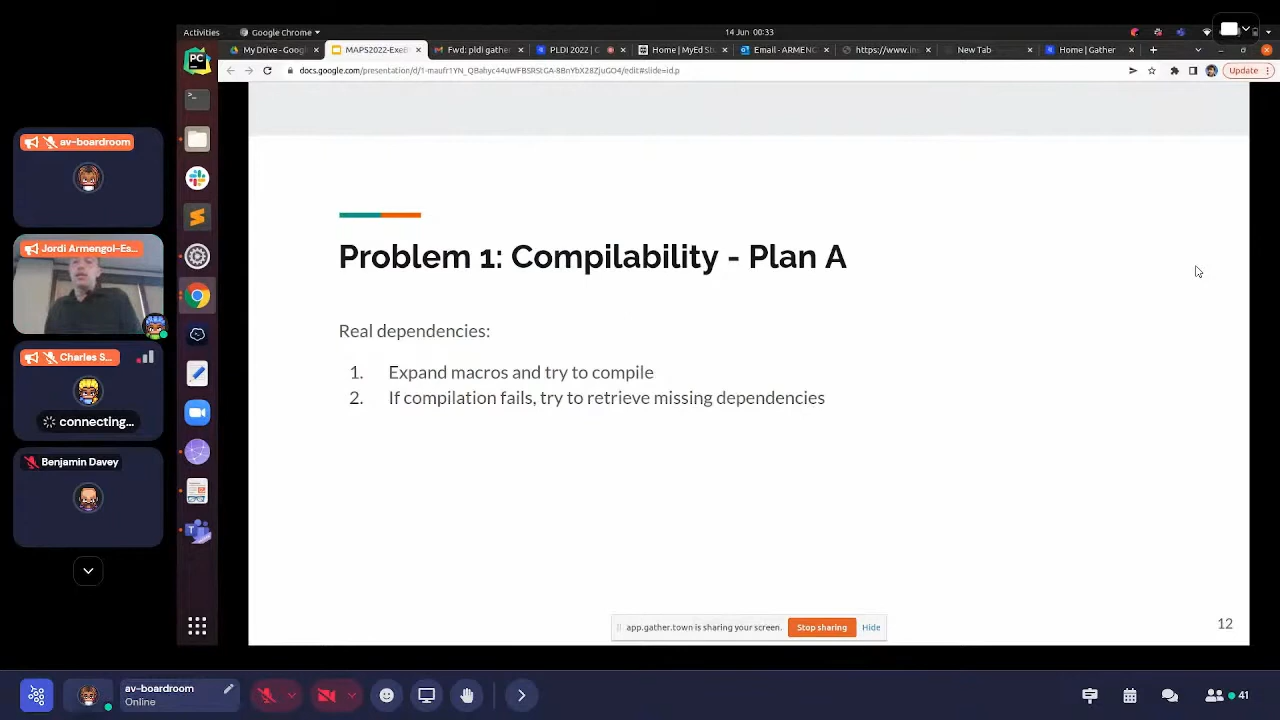 Activities
Google Chrome
14 Jun 00:33
My Drive - Googl
MAPS2022-ExeB
Fwd: pldi gather
PLDI 2022 | C
Home | MyEd St
Email - ARMENC
https://www.in
New Tab
Home | Gather
Update
PC
av-boardroom
Jordi Armengol-Es...
Charles S...
connecting...
Benjamin Davey
Problem 1: Compilability - Plan A
Real dependencies:
1. Expand macros and try to compile
2. If compilation fails, try to retrieve missing dependencies
app.gather.town is sharing your screen.
Stop sharing
Hide
12
av-boardroom
Online
41